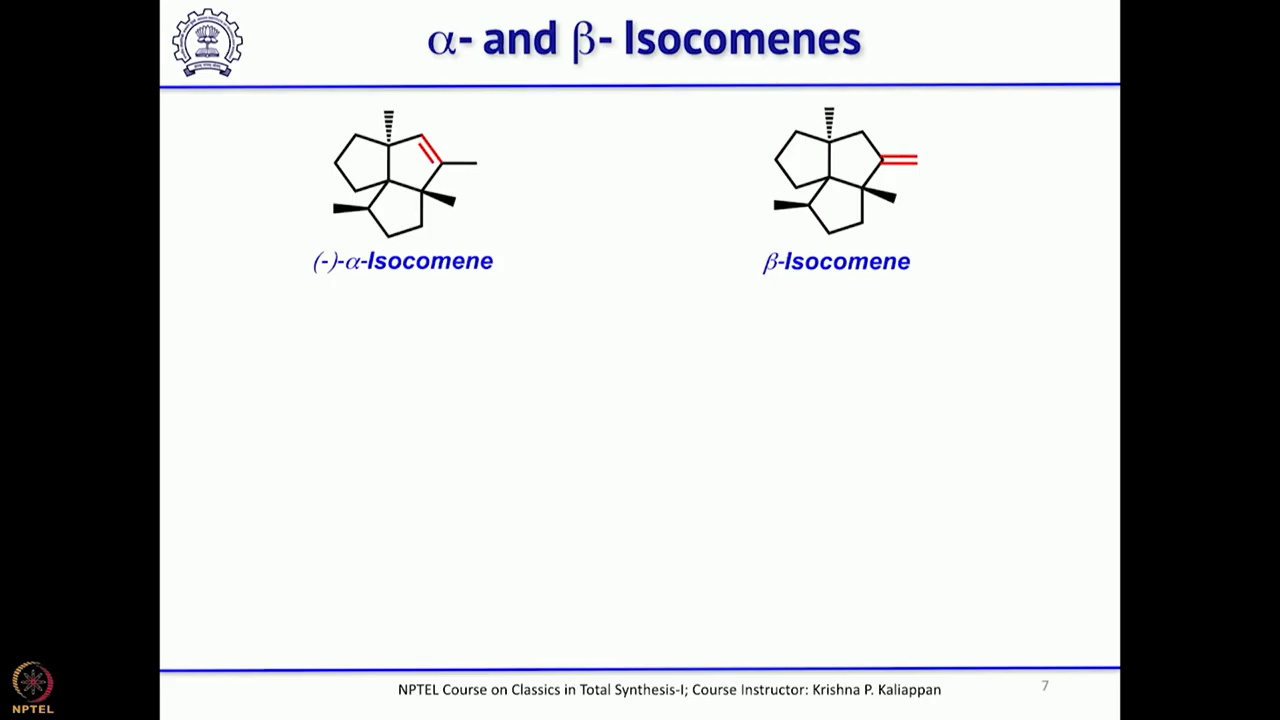 α- and β- Isocomenes
(-)-α-Isocomene
β-Isocomene
NPTEL Course on Classics in Total Synthesis-I; Course Instructor: Krishna P. Kaliappan
7
NPTEL